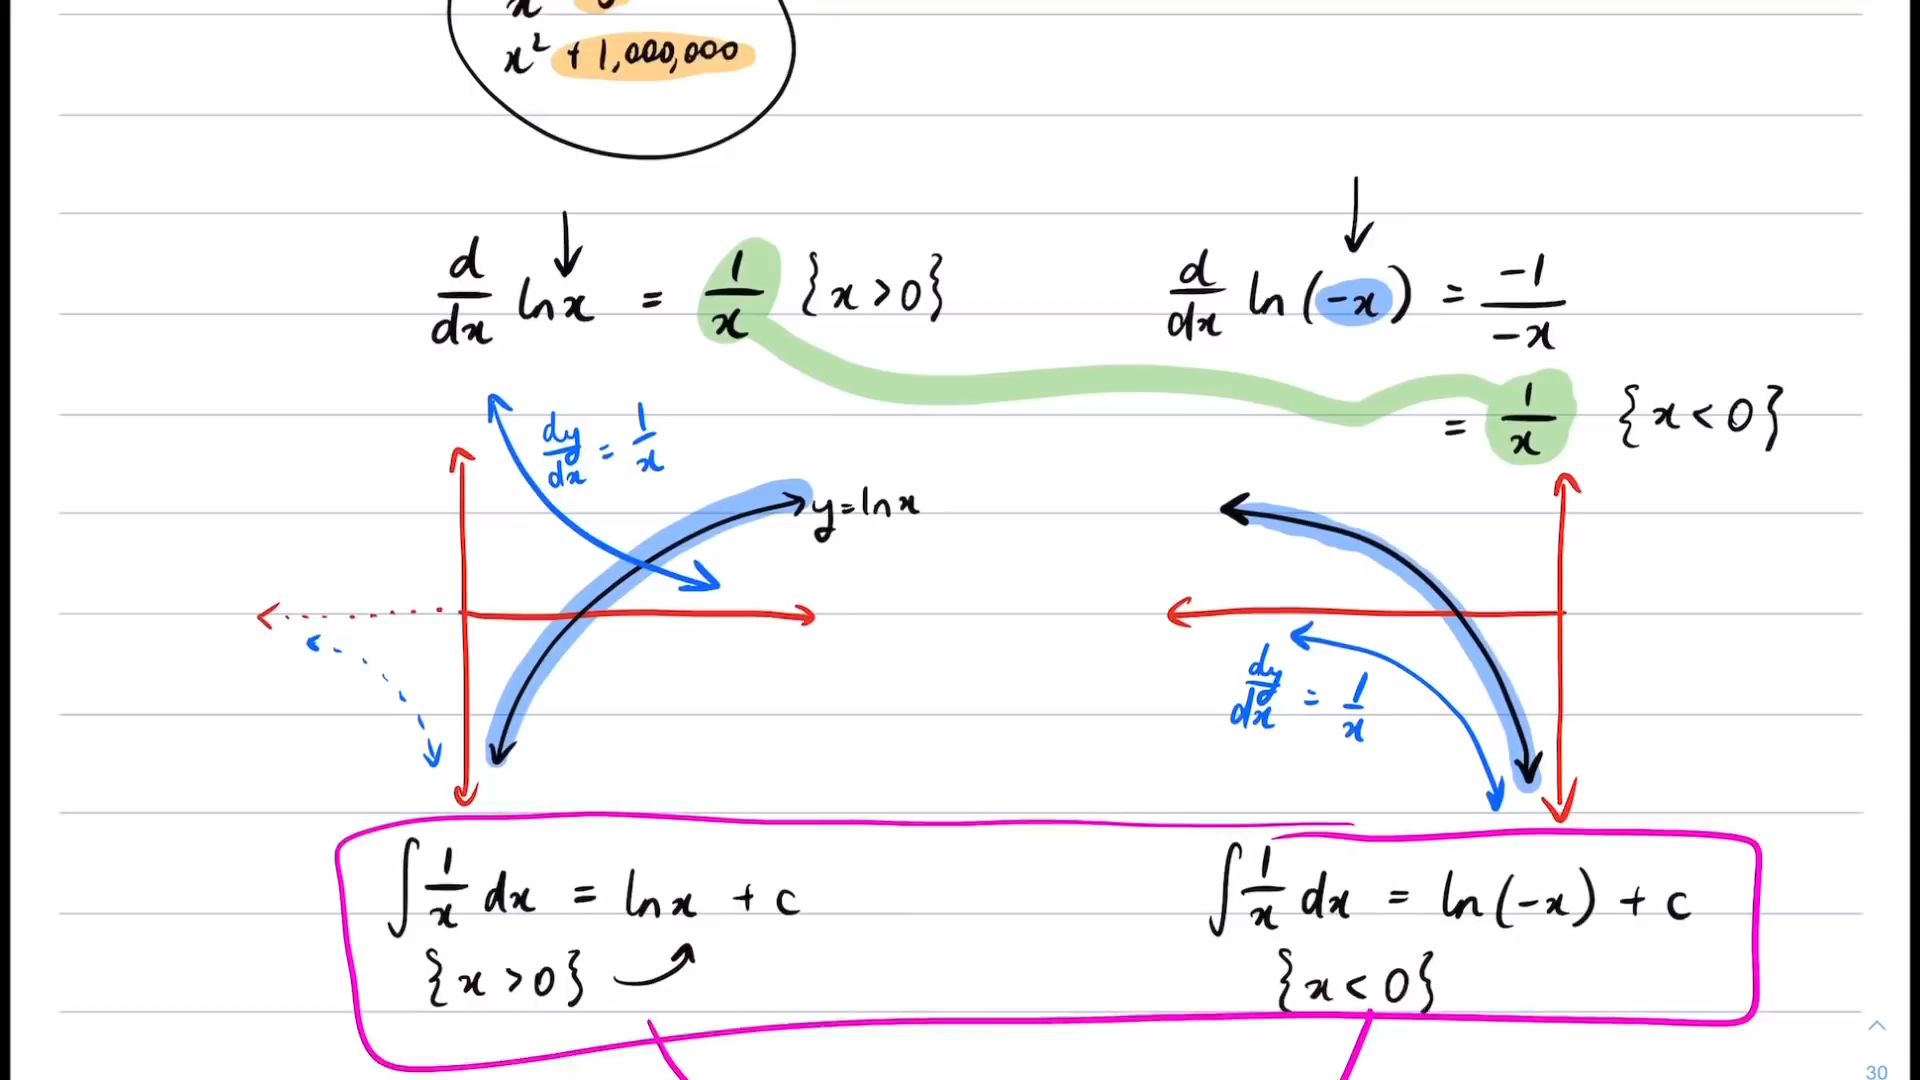 x² + 1,000,000
d/dx ln x = 1/x {x > 0}
d/dx ln(-x) = -1/-x
= 1/x {x < 0}
dy/dx = 1/x
y = ln x
dy/dx = 1/x
∫ 1/x dx = ln x + c
{x > 0}
∫ 1/x dx = ln(-x) + c
{x < 0}
30